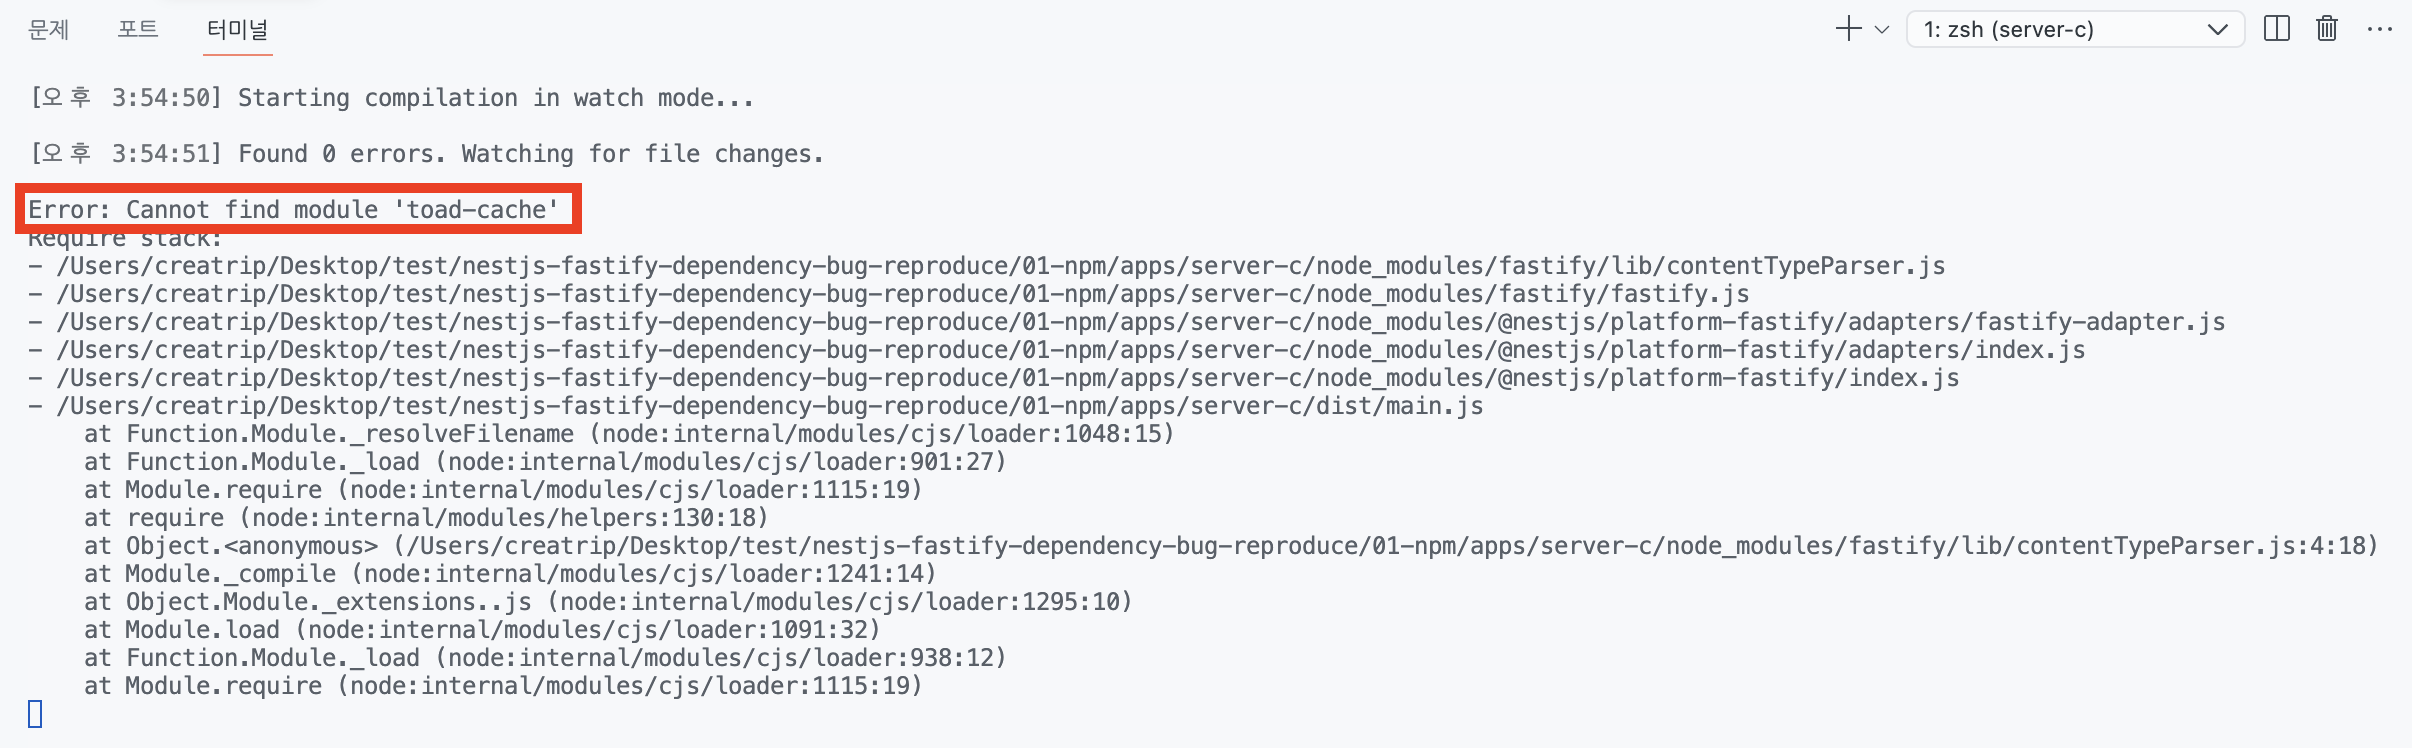 문제 포트 터미널 1: zsh (server-c)
[오후 3:54:50] Starting compilation in watch mode...
[오후 3:54:51] Found 0 errors. Watching for file changes.
Error: Cannot find module 'toad-cache'
Require stack:
- /Users/creatrip/Desktop/test/nestjs-fastify-dependency-bug-reproduce/01-npm/apps/server-c/node_modules/fastify/lib/contentTypeParser.js
- /Users/creatrip/Desktop/test/nestjs-fastify-dependency-bug-reproduce/01-npm/apps/server-c/node_modules/fastify/fastify.js
- /Users/creatrip/Desktop/test/nestjs-fastify-dependency-bug-reproduce/01-npm/apps/server-c/node_modules/@nestjs/platform-fastify/adapters/fastify-adapter.js
- /Users/creatrip/Desktop/test/nestjs-fastify-dependency-bug-reproduce/01-npm/apps/server-c/node_modules/@nestjs/platform-fastify/adapters/index.js
- /Users/creatrip/Desktop/test/nestjs-fastify-dependency-bug-reproduce/01-npm/apps/server-c/node_modules/@nestjs/platform-fastify/index.js
- /Users/creatrip/Desktop/test/nestjs-fastify-dependency-bug-reproduce/01-npm/apps/server-c/dist/main.js
    at Function.Module._resolveFilename (node:internal/modules/cjs/loader:1048:15)
    at Function.Module._load (node:internal/modules/cjs/loader:901:27)
    at Module.require (node:internal/modules/cjs/loader:1115:19)
    at require (node:internal/modules/helpers:130:18)
    at Object.<anonymous> (/Users/creatrip/Desktop/test/nestjs-fastify-dependency-bug-reproduce/01-npm/apps/server-c/node_modules/fastify/lib/contentTypeParser.js:4:18)
    at Module._compile (node:internal/modules/cjs/loader:1241:14)
    at Object.Module._extensions..js (node:internal/modules/cjs/loader:1295:10)
    at Module.load (node:internal/modules/cjs/loader:1091:32)
    at Function.Module._load (node:internal/modules/cjs/loader:938:12)
    at Module.require (node:internal/modules/cjs/loader:1115:19)